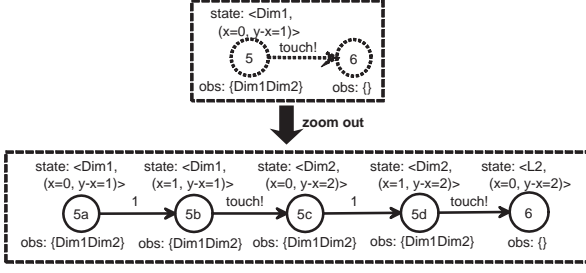 state: <Dim1,
(x=0, y-x=1)>
touch!
5
6
obs: {Dim1Dim2}
obs: {}
zoom out
state: <Dim1,
(x=0, y-x=1)>
state: <Dim1,
(x=1, y-x=1)>
state: <Dim2,
(x=0, y-x=2)>
state: <Dim2,
(x=1, y-x=2)>
state: <L2,
(x=0, y-x=2)>
5a
1
5b
touch!
5c
1
5d
touch!
6
obs: {Dim1Dim2}
obs: {Dim1Dim2}
obs: {Dim1Dim2}
obs: {Dim1Dim2}
obs: {}